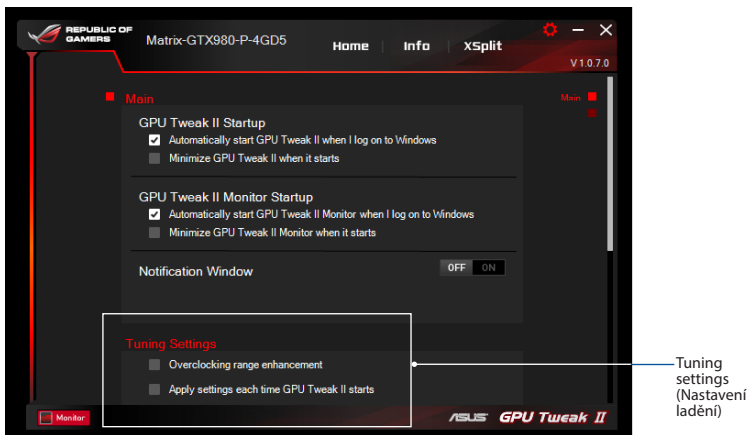 REPUBLIC OF
GAMERS
Matrix-GTX980-P-4GD5
Home
Info
XSplit
V 1.0.7.0
Main
Main
GPU Tweak II Startup
Automatically start GPU Tweak II when I log on to Windows
Minimize GPU Tweak II when it starts
GPU Tweak II Monitor Startup
Automatically start GPU Tweak II Monitor when I log on to Windows
Minimize GPU Tweak II Monitor when it starts
Notification Window
OFF ON
Tuning Settings
Overclocking range enhancement
Apply settings each time GPU Tweak II starts
Tuning
settings
(Nastavení
ladění)
Monitor
ASUS GPU Tweak II